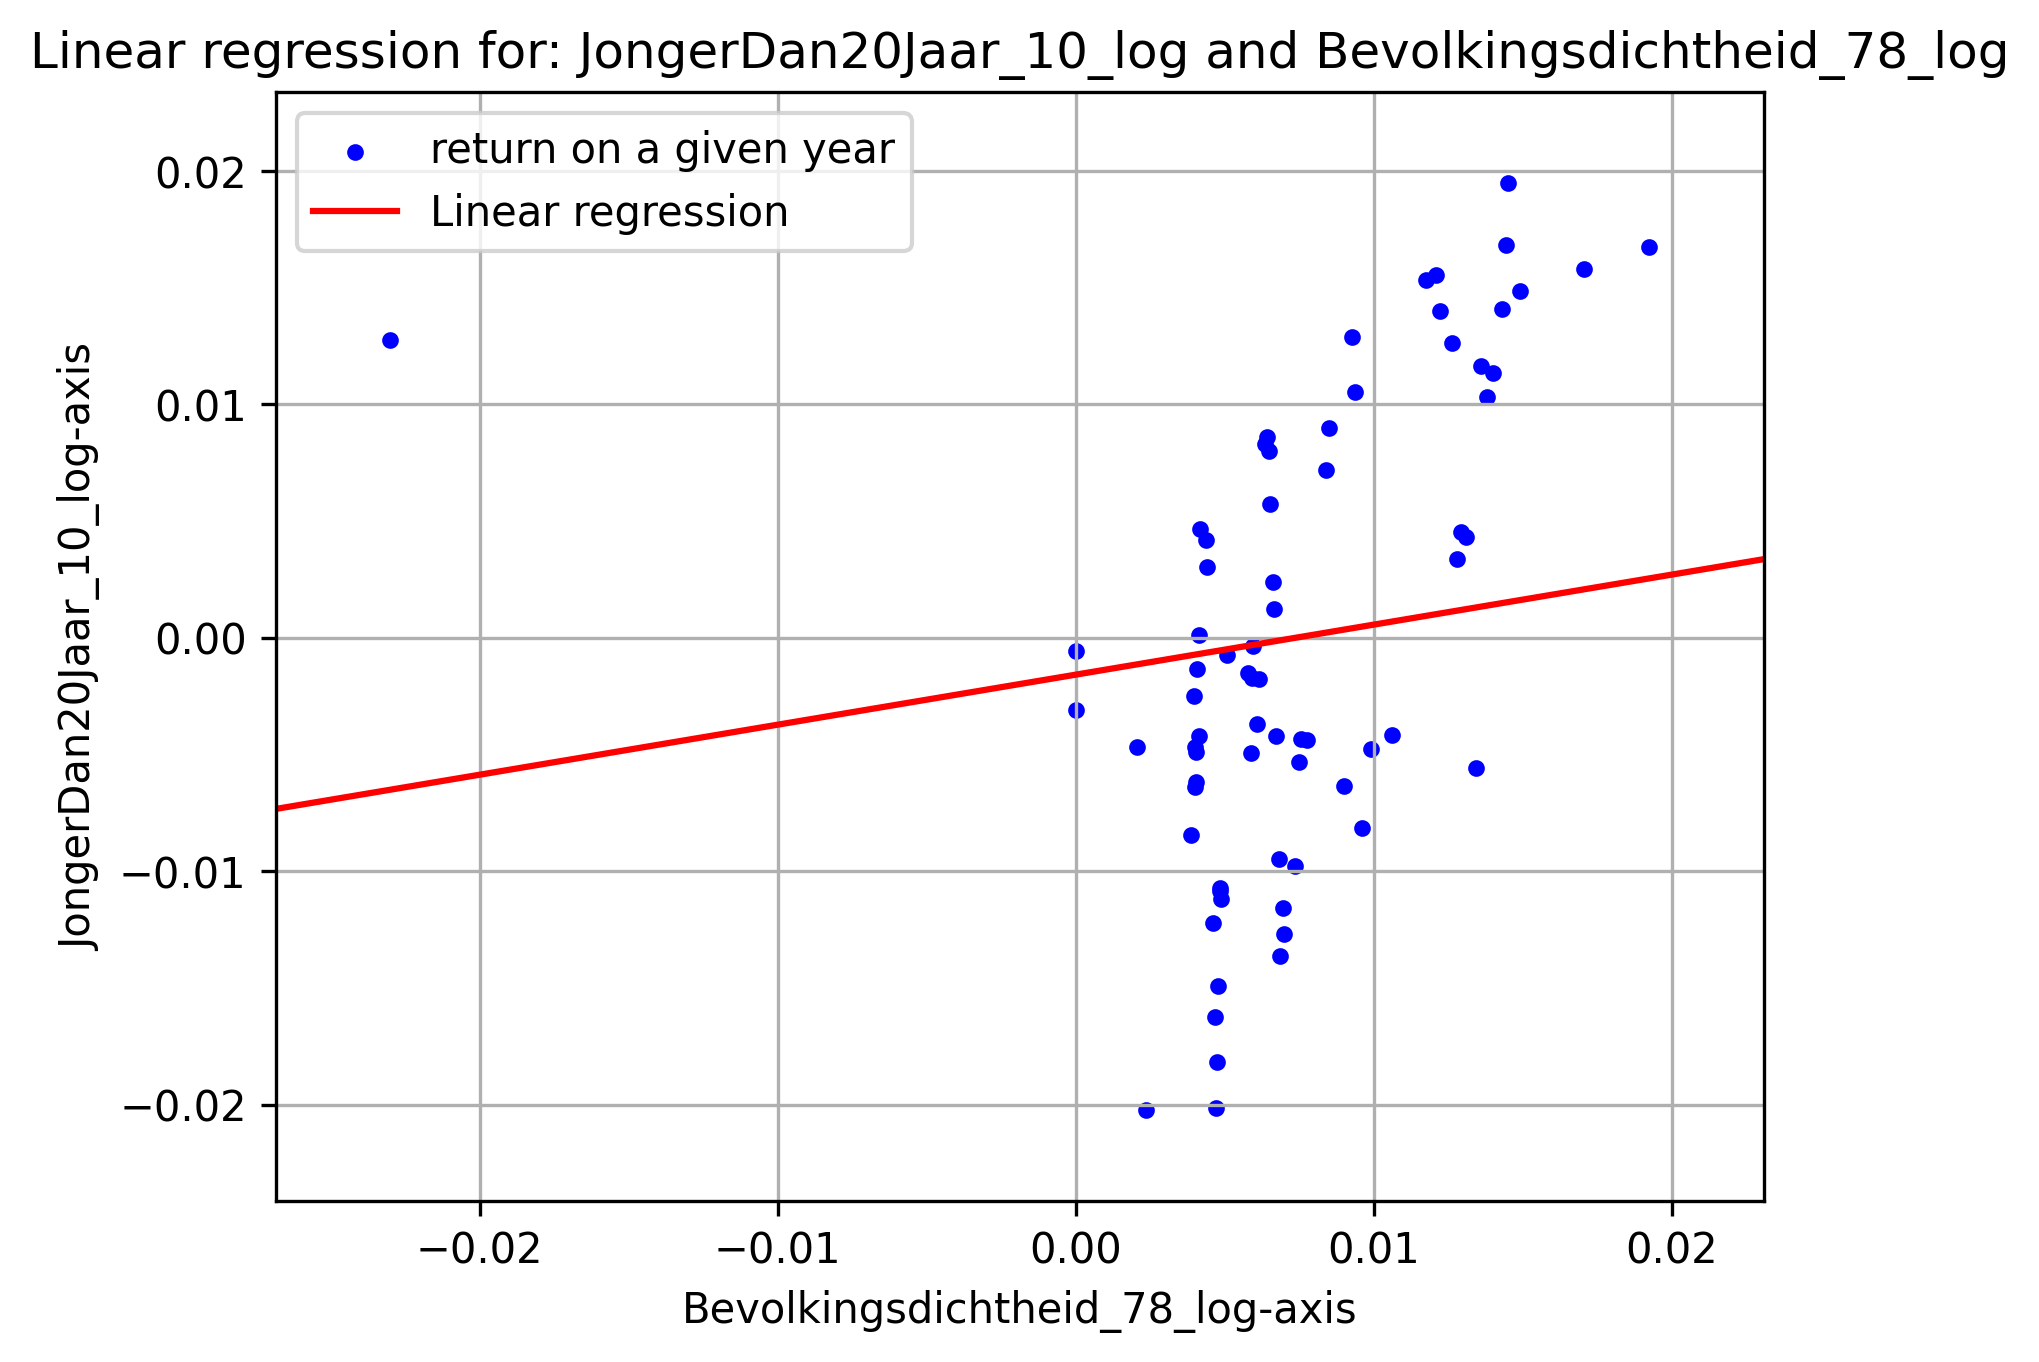 Linear regression for: JongerDan20Jaar_10_log and Bevolkingsdichtheid_78_log
return on a given year
Linear regression
0.02
0.01
0.00
−0.01
−0.02
JongerDan20Jaar_10_log-axis
−0.02
−0.01
0.00
0.01
0.02
Bevolkingsdichtheid_78_log-axis